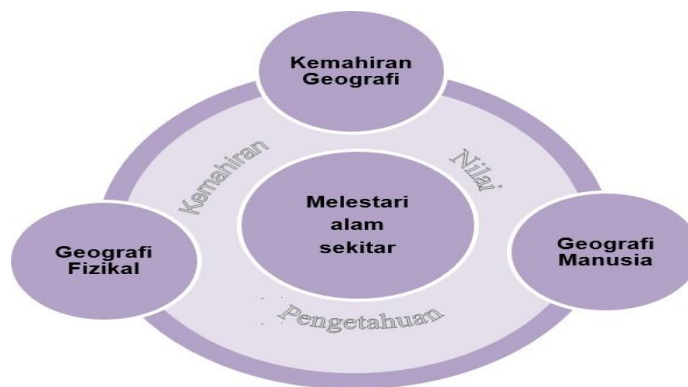 Kemahiran
Geografi
Kemahiran
Nilai
Melestari
alam
sekitar
Geografi
Fizikal
Geografi
Manusia
Pengetahuan